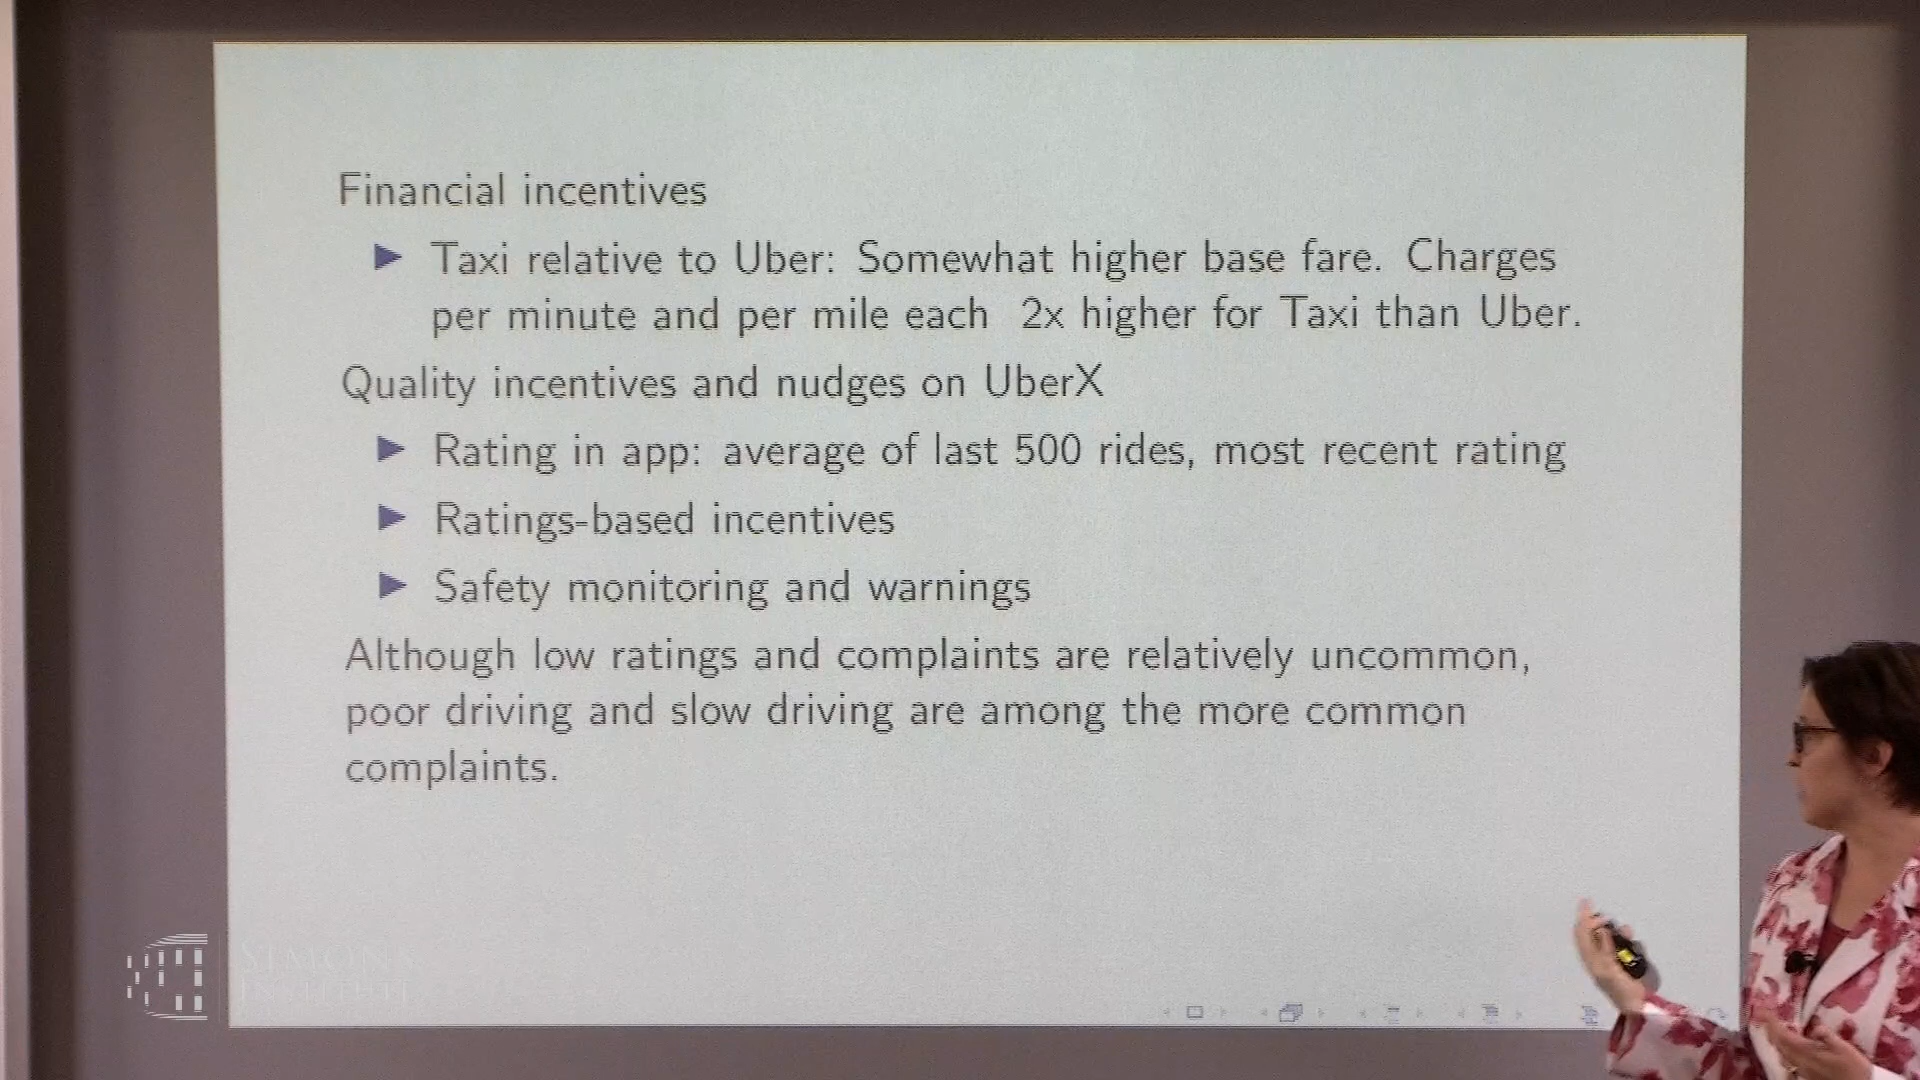 Financial incentives
Taxi relative to Uber: Somewhat higher base fare. Charges
per minute and per mile each 2x higher for Taxi than Uber.
Quality incentives and nudges on UberX
Rating in app: average of last 500 rides, most recent rating
Ratings-based incentives
Safety monitoring and warnings
Although low ratings and complaints are relatively uncommon,
poor driving and slow driving are among the more common
complaints.
SIMONS
INSTITUTE